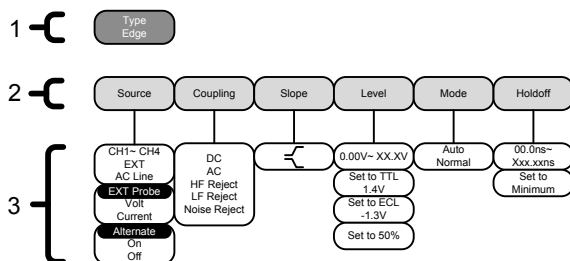 1
Type
Edge
2
Source
Coupling
Slope
Level
Mode
Holdoff
3
CH1~ CH4
EXT
AC Line
EXT Probe
Volt
Current
Alternate
On
Off
DC
AC
HF Reject
LF Reject
Noise Reject
0.00V~ XX.XV
Set to TTL
1.4V
Set to ECL
-1.3V
Set to 50%
Auto
Normal
00.0ns~
Xxx.xxns
Set to
Minimum